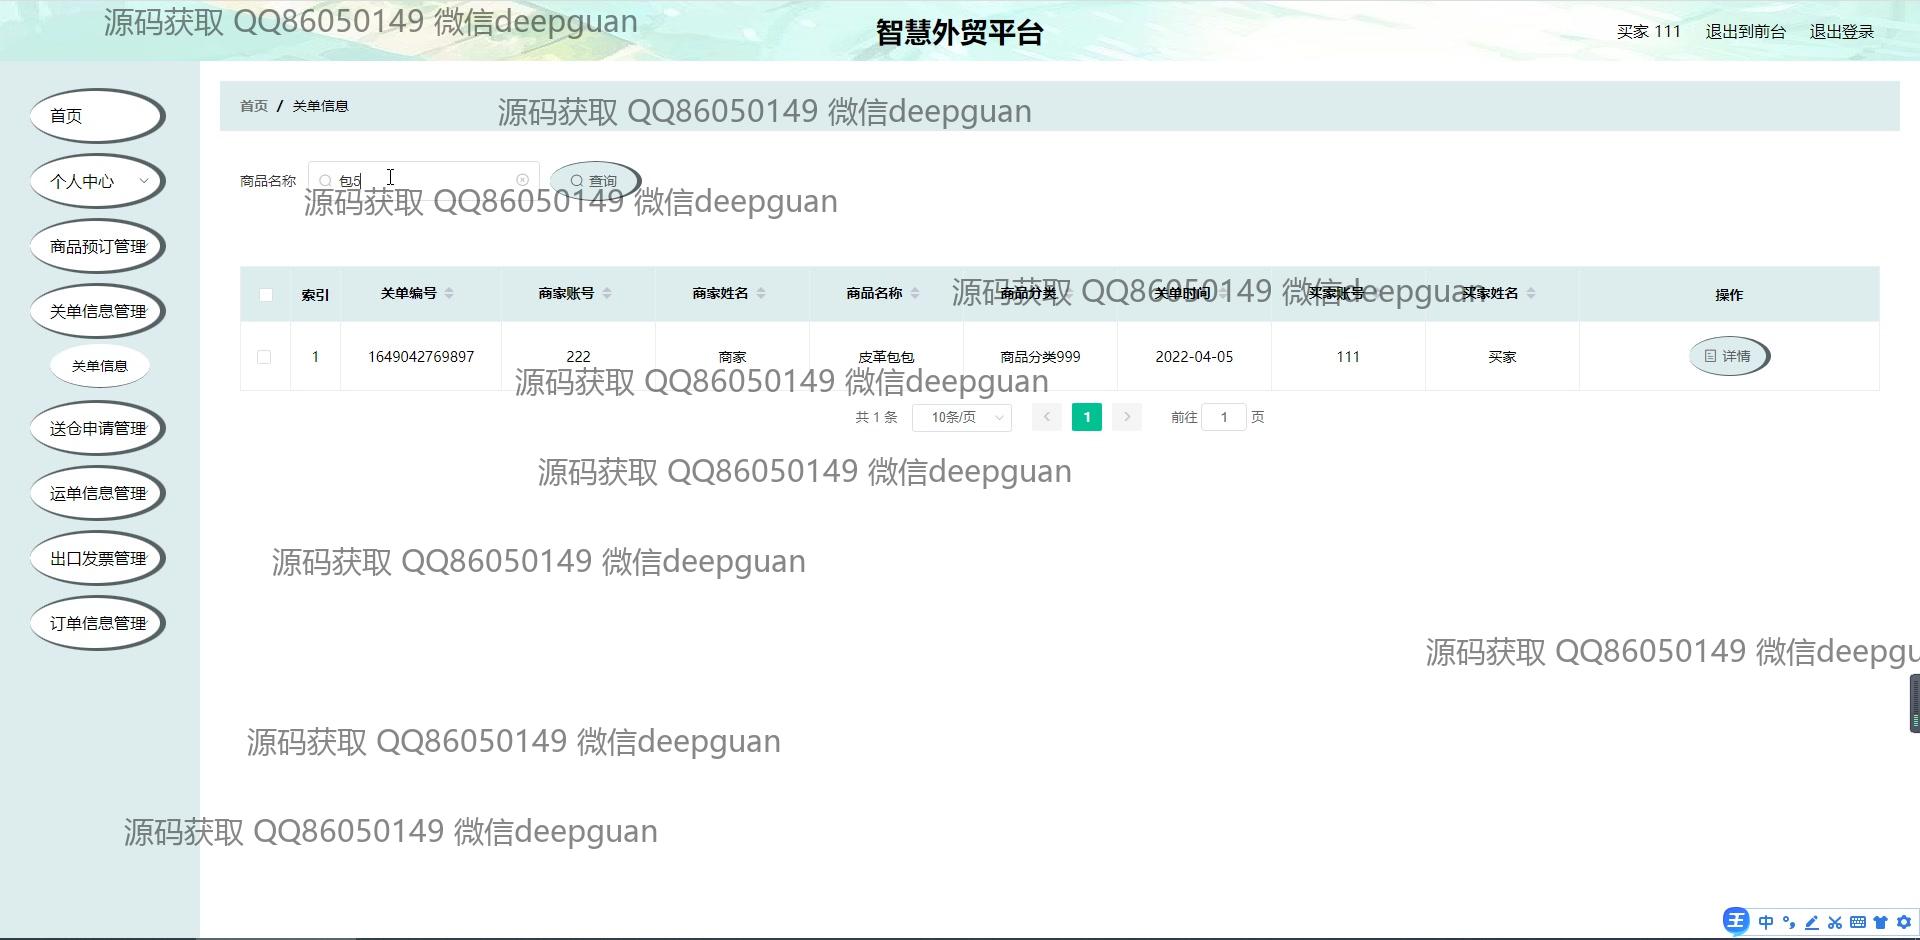 源码获取 QQ86050149 微信deepguan
智慧外贸平台
买家 111 退出到前台 退出登录
首页
个人中心
商品预订管理
关单信息管理
关单信息
送仓申请管理
运单信息管理
出口发票管理
订单信息管理
首页 / 关单信息
源码获取 QQ86050149 微信deepguan
商品名称 包5 查询
源码获取 QQ86050149 微信deepguan
索引 关单编号 商家账号 商家姓名 商品名称 商品分类 关单时间 买家账号 买家姓名 操作
源码获取 QQ86050149 微信deepguan
1 1649042769897 222 商家 皮革包包 商品分类999 2022-04-05 111 买家 详情
源码获取 QQ86050149 微信deepguan
共 1 条 10条/页 1 前往 1 页
源码获取 QQ86050149 微信deepguan
源码获取 QQ86050149 微信deepguan
源码获取 QQ86050149 微信deepgu
源码获取 QQ86050149 微信deepguan
源码获取 QQ86050149 微信deepguan
王 中